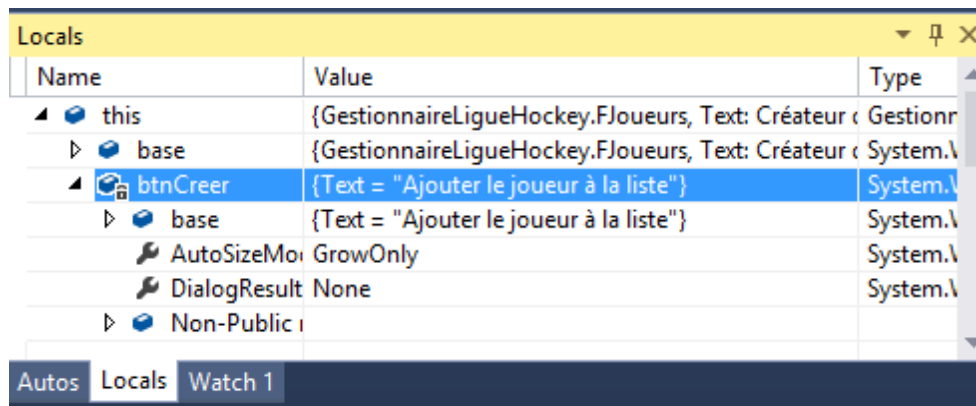 Locals
Name Value Type
this {GestionnaireLigueHockey.FJoueurs, Text: Créateur Gestionn
base {GestionnaireLigueHockey.FJoueurs, Text: Créateur System.
btnCreer {Text = "Ajouter le joueur à la liste"} System.
base {Text = "Ajouter le joueur à la liste"} System.
AutoSizeMo GrowOnly System.
DialogResult None System.
Non-Public
Autos Locals Watch 1